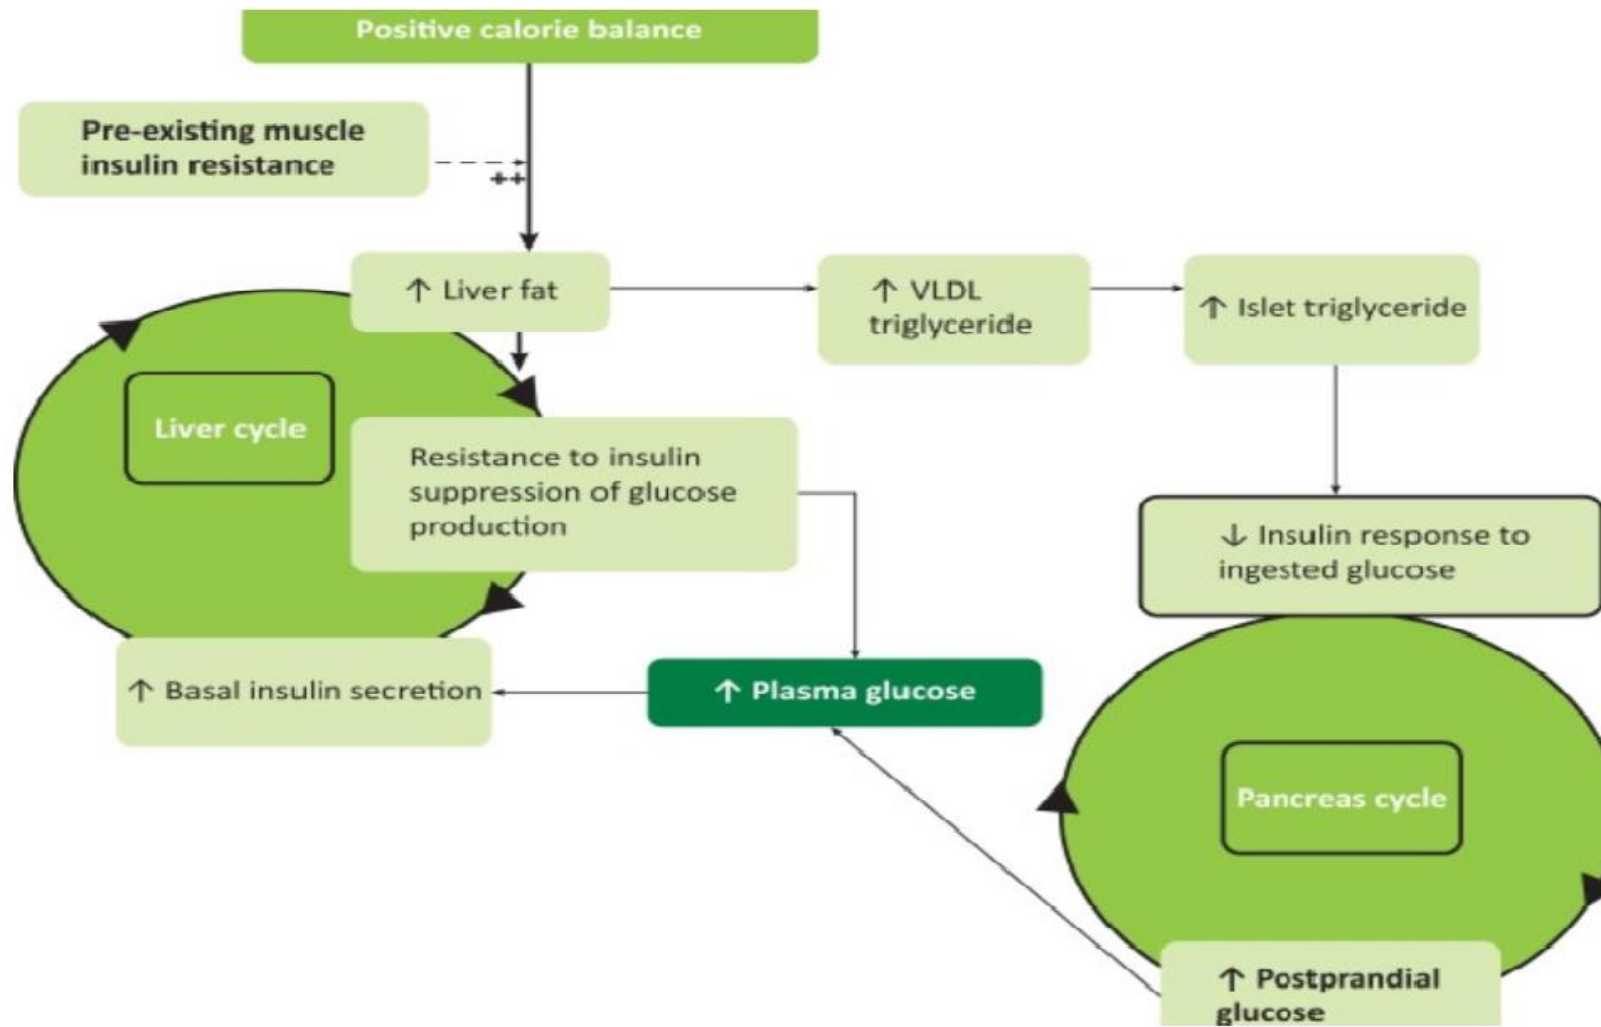 Positive calorie balance
Pre-existing muscle
insulin resistance
++
↑ Liver fat
↑ VLDL
triglyceride
↑ Islet triglyceride
Liver cycle
Resistance to insulin
suppression of glucose
production
↓ Insulin response to
ingested glucose
↑ Basal insulin secretion
↑ Plasma glucose
Pancreas cycle
↑ Postprandial
glucose